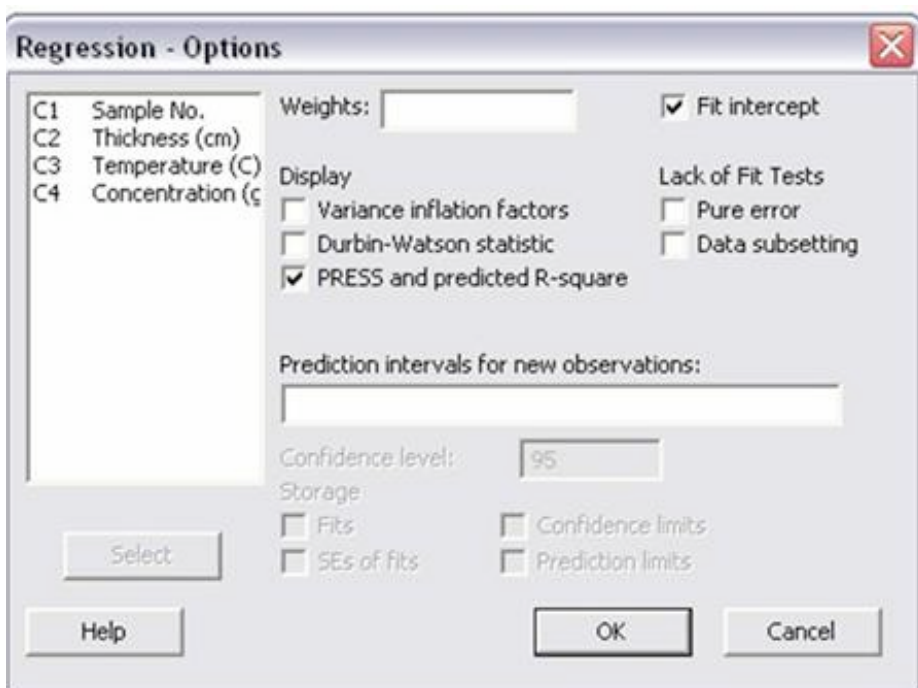 Regression - Options
C1 Sample No.
C2 Thickness (cm)
C3 Temperature (C)
C4 Concentration (g
Weights:
Fit intercept
Display
Variance inflation factors
Durbin-Watson statistic
PRESS and predicted R-square
Lack of Fit Tests
Pure error
Data subsetting
Prediction intervals for new observations:
Confidence level: 95
Storage
Fits
Confidence limits
SEs of fits
Prediction limits
Select
Help
OK
Cancel